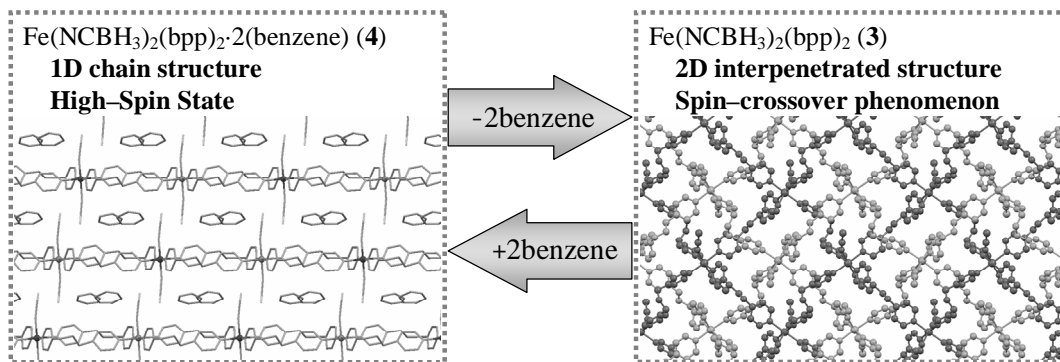 Fe(NCBH₃)₂(bpp)₂·2(benzene) (4)
1D chain structure
High–Spin State
-2benzene
+2benzene
Fe(NCBH₃)₂(bpp)₂ (3)
2D interpenetrated structure
Spin–crossover phenomenon